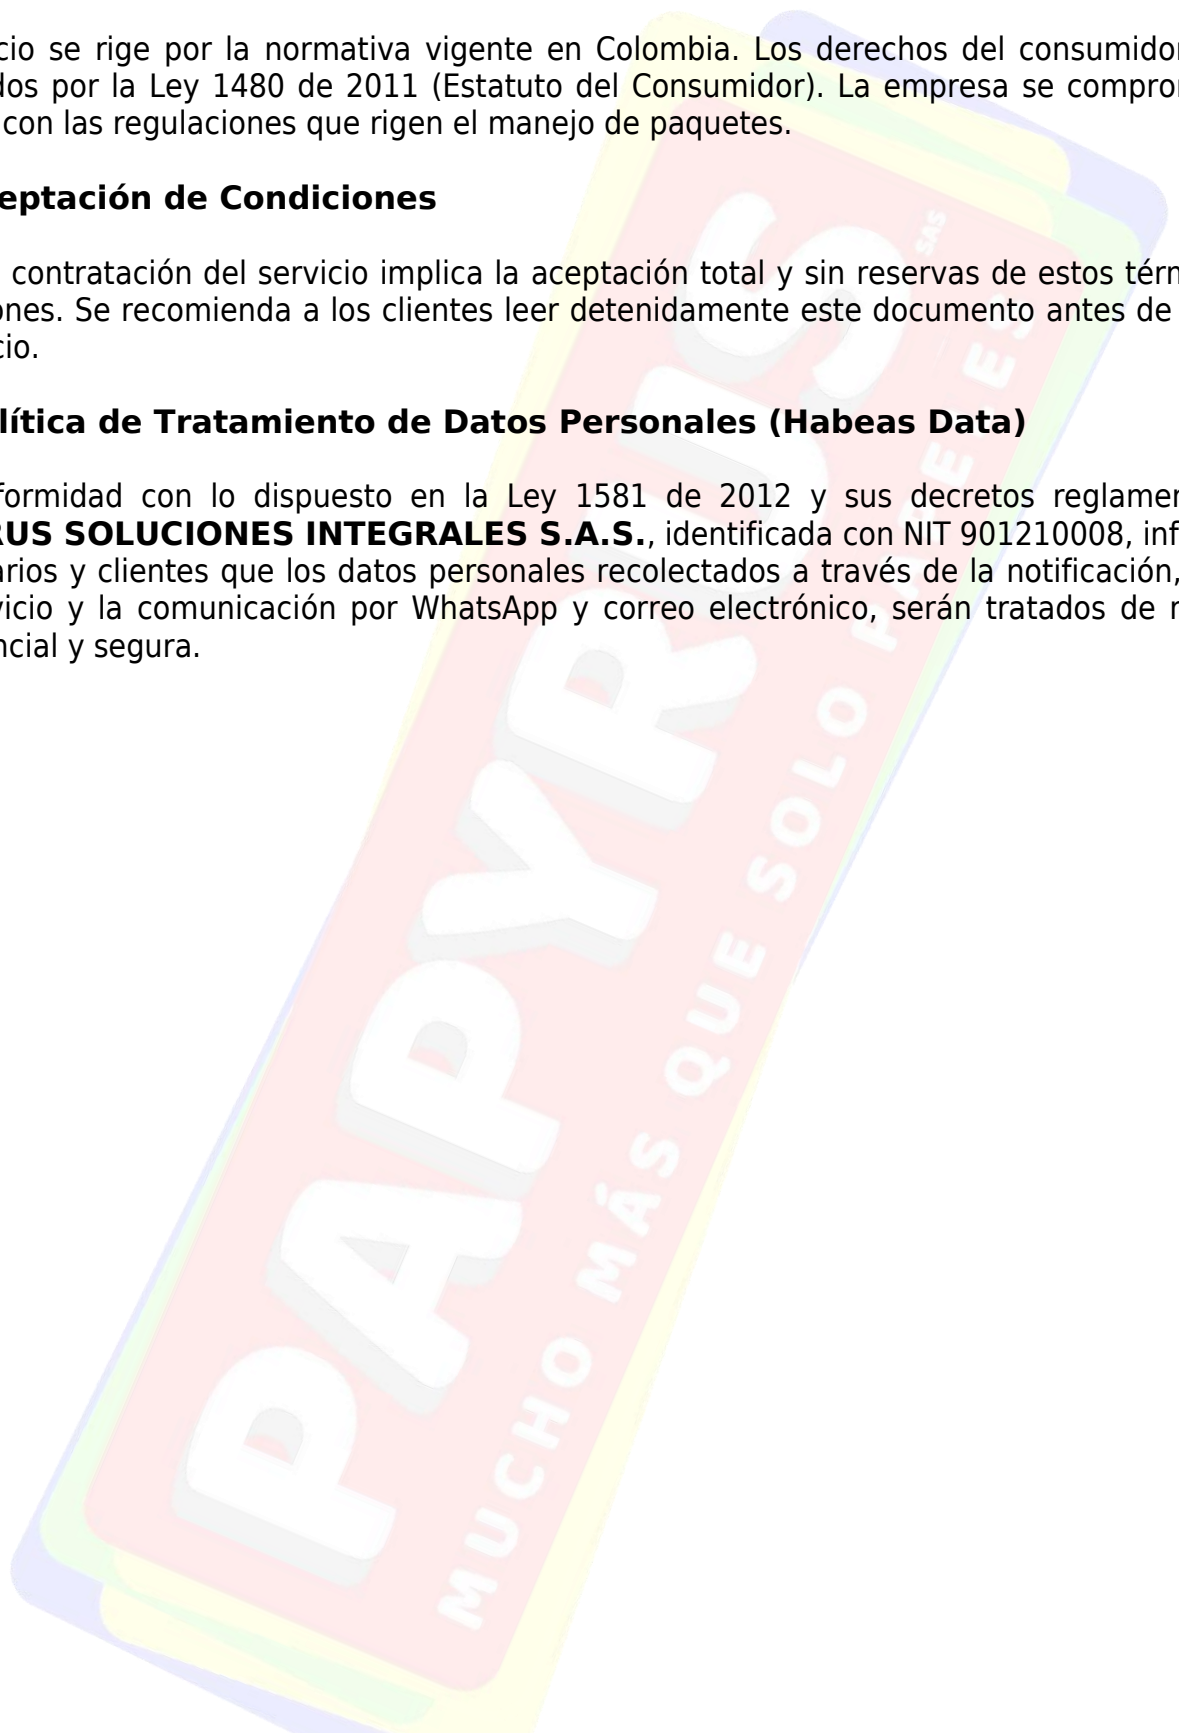 cio se rige por la normativa vigente en Colombia. Los derechos del consumidor
dos por la Ley 1480 de 2011 (Estatuto del Consumidor). La empresa se compro
con las regulaciones que rigen el manejo de paquetes.
eptación de Condiciones
contratación del servicio implica la aceptación total y sin reservas de estos tér
ones. Se recomienda a los clientes leer detenidamente este documento antes de
cio.
lítica de Tratamiento de Datos Personales (Habeas Data)
formidad con lo dispuesto en la Ley 1581 de 2012 y sus decretos reglamen
RUS SOLUCIONES INTEGRALES S.A.S., identificada con NIT 901210008, inf
arios y clientes que los datos personales recolectados a través de la notificación,
vicio y la comunicación por WhatsApp y correo electrónico, serán tratados de
ncial y segura.
PAPYRUS SAS
MUCHO MÁS QUE SOLO PAPELES